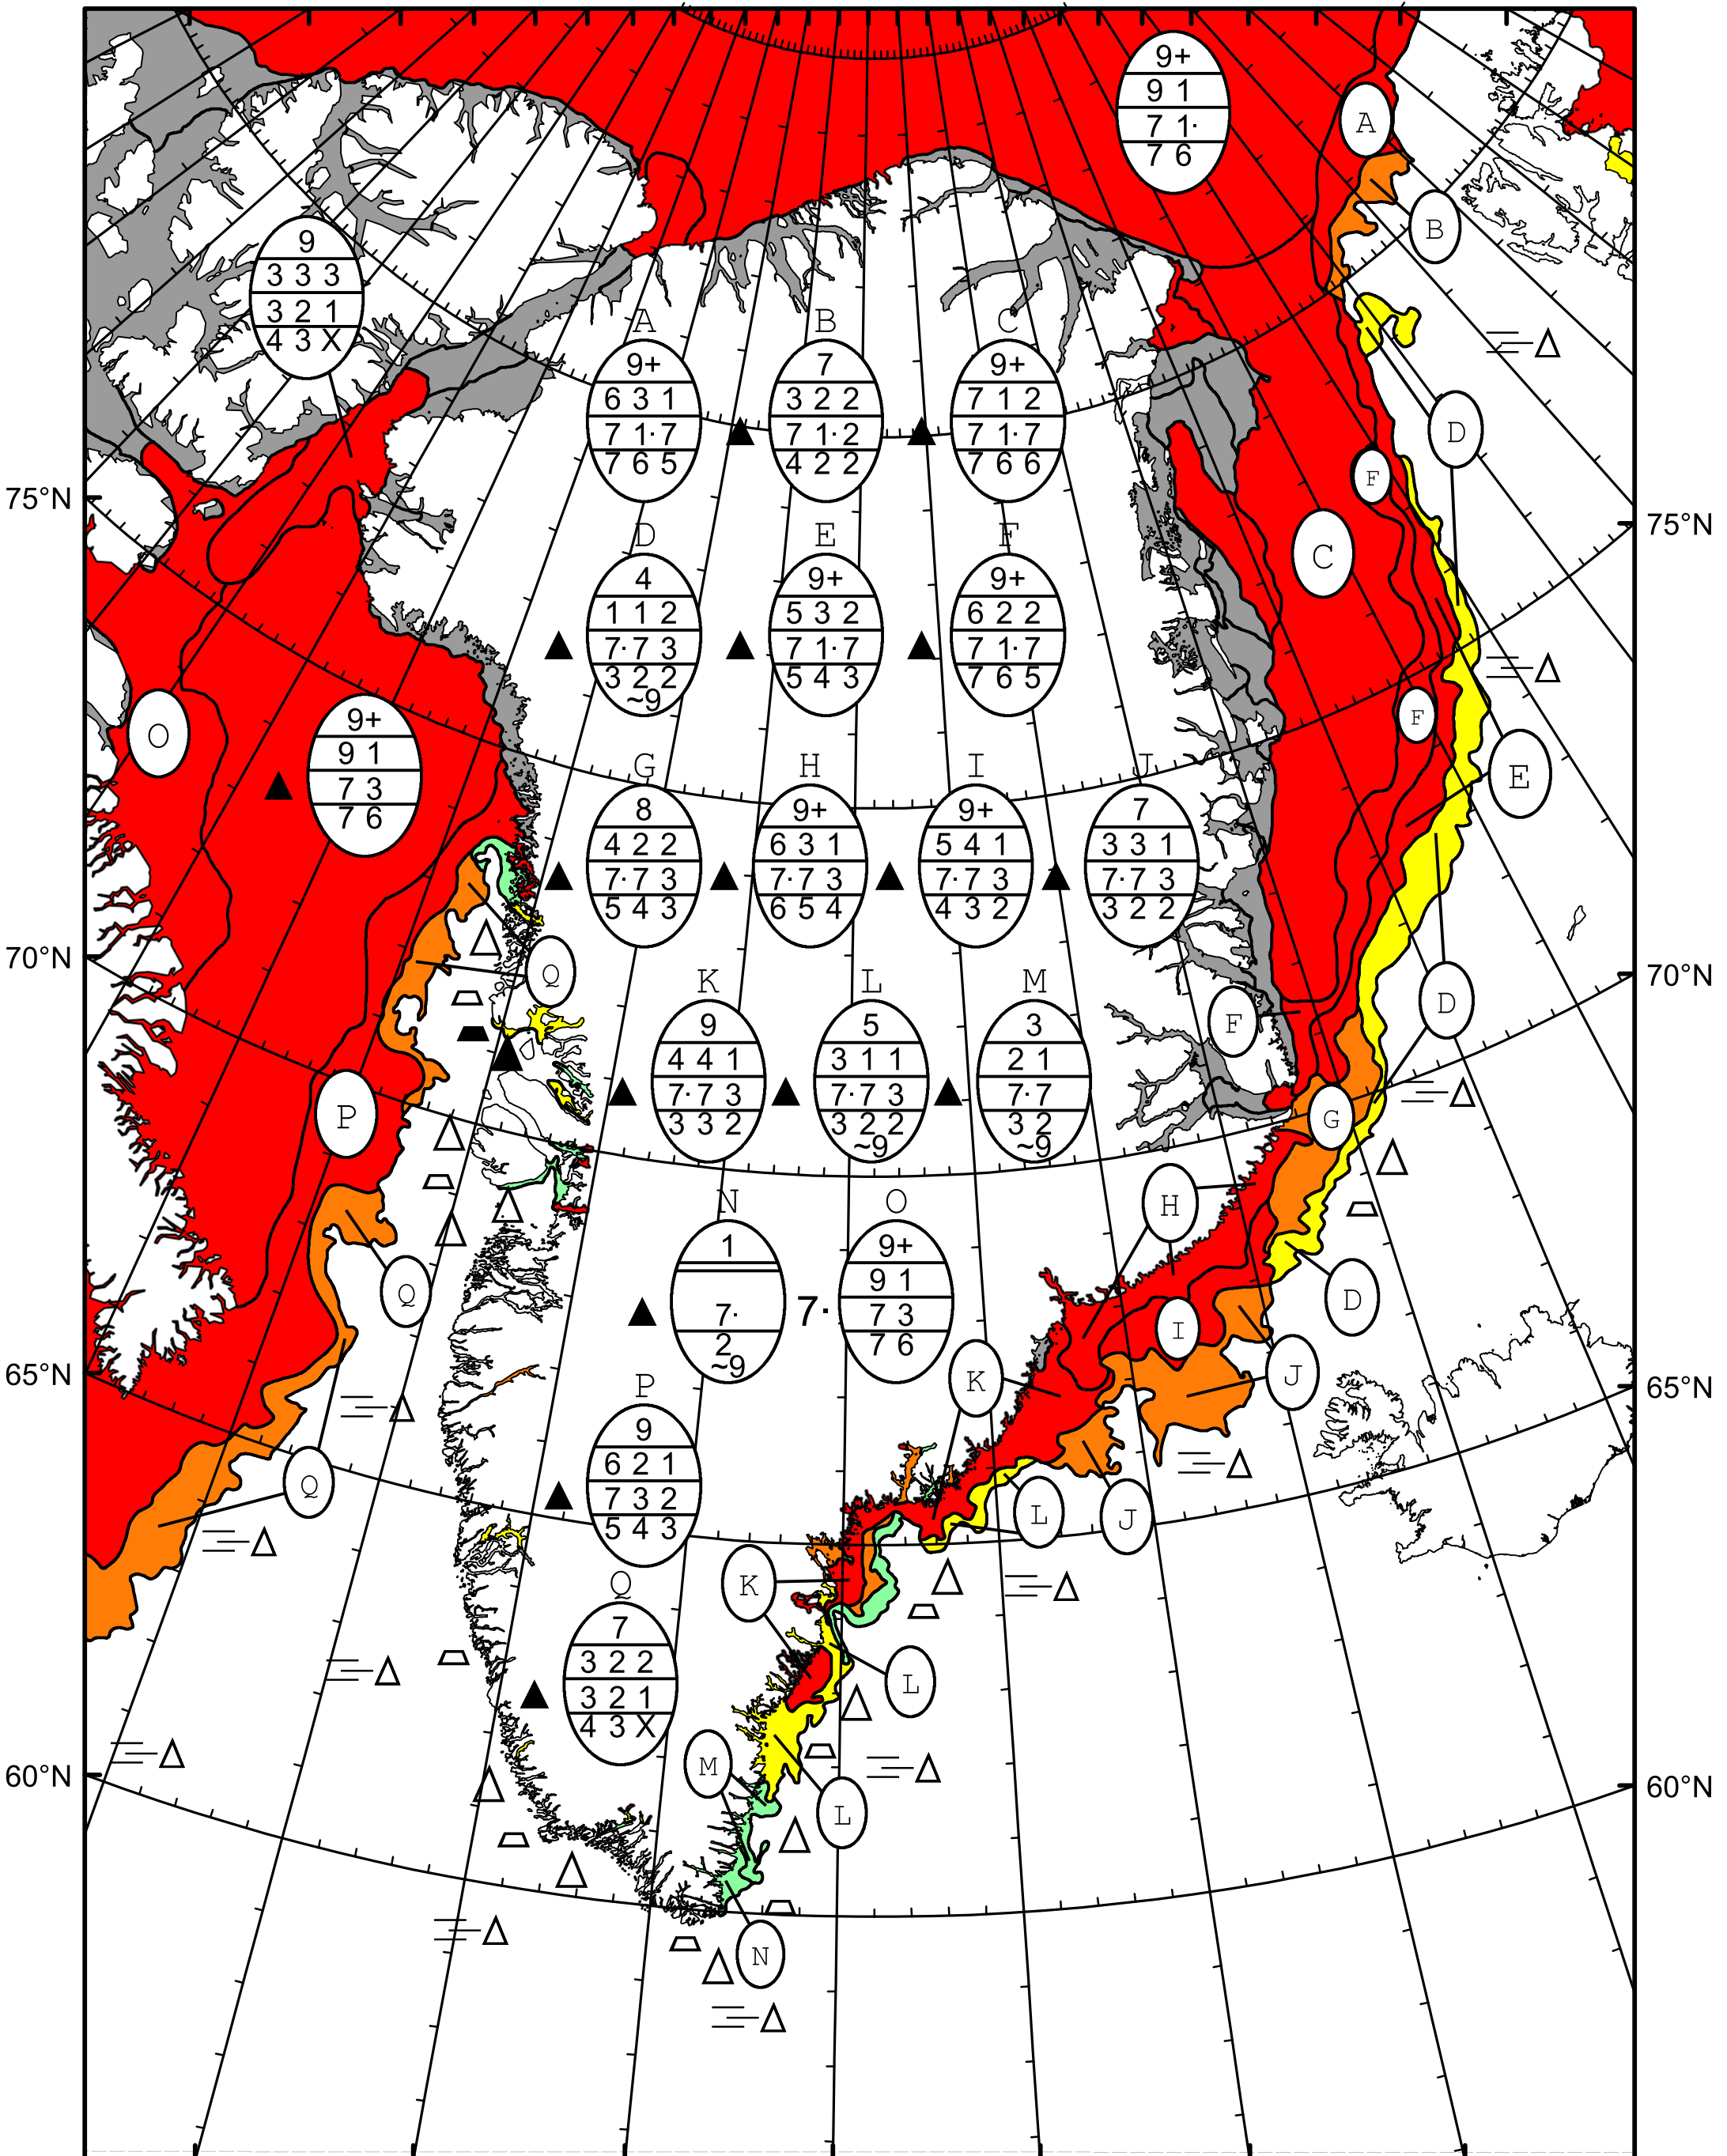 9+
9 1
7 1·
7 6
A
B
9
3 3 3
3 2 1
4 3 X
A B C
9+ 7 9+
6 3 1 3 2 2 7 1 2
7 1·7 7 1·2 7 1·7
7 6 5 4 2 2 7 6 6
D
F
75°N 75°N
C
D E F
4 9+ 9+
1 1 2 5 3 2 6 2 2
7·7 3 7 1·7 7 1·7
3 2 2 5 4 3 7 6 5
~9
O
F
E
9+
9 1
7 3
7 6
G H I J
8 9+ 9+ 7
4 2 2 6 3 1 5 4 1 3 3 1
7·7 3 7·7 3 7·7 3 7·7 3
5 4 3 6 5 4 4 3 2 3 2 2
70°N 70°N
Q
D
F
K L M
9 5 3
4 4 1 3 1 1 2 1
7·7 3 7·7 3 7·7
3 3 2 3 2 2 3 2
~9 ~9
P
G
H
N O
1 9+
9 1
7· 7· 7 3
2 7 6
~9
Q
D
I
65°N 65°N
K
J
P
9
6 2 1
7 3 2
5 4 3
Q
L
J
K
Q
7
3 2 2
3 2 1
4 3 X
L
M
60°N 60°N
L
N